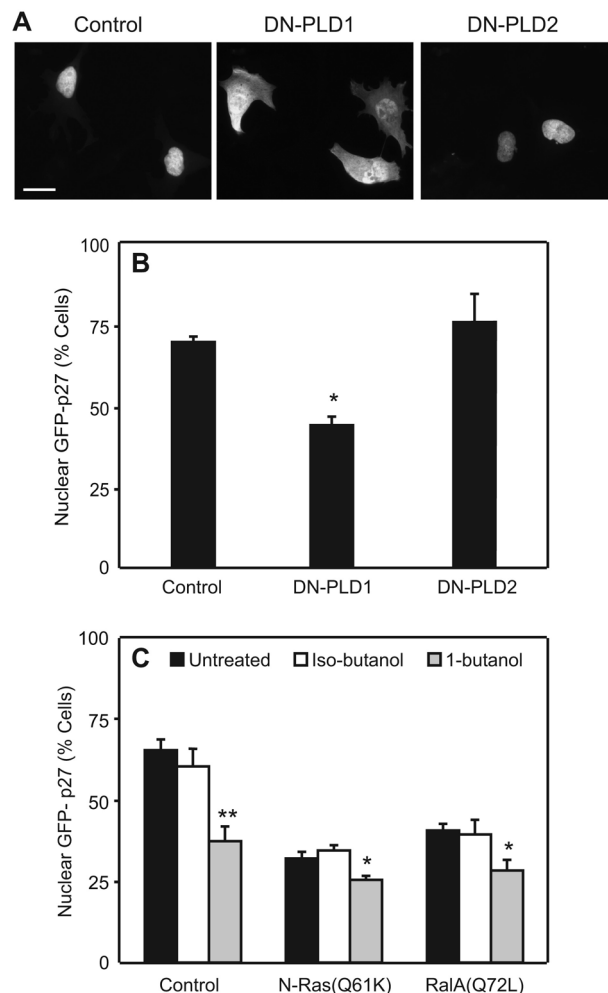 A
Control
DN-PLD1
DN-PLD2
B
Nuclear GFP-p27 (% Cells)
100
75
50
25
0
*
Control
DN-PLD1
DN-PLD2
C
Untreated
Iso-butanol
1-butanol
Nuclear GFP- p27 (% Cells)
100
75
50
25
0
**
*
*
Control
N-Ras(Q61K)
RalA(Q72L)